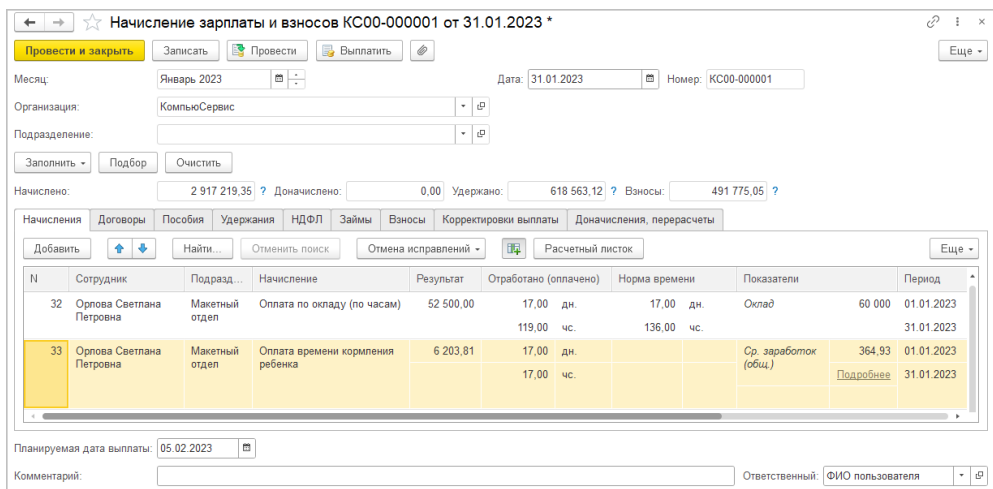 Начисление зарплаты и взносов КС00-000001 от 31.01.2023 *
Провести и закрыть Записать Провести Выплатить Еще
Месяц: Январь 2023 Дата: 31.01.2023 Номер: КС00-000001
Организация: КомпьюСервис
Подразделение:
Заполнить Подбор Очистить
Начислено: 2 917 219,35 ? Доначислено: 0,00 Удержано: 618 563,12 ? Взносы: 491 775,05 ?
Начисления Договоры Пособия Удержания НДФЛ Займы Взносы Корректировки выплаты Доначисления, перерасчеты
Добавить Найти... Отменить поиск Отмена исправлений Расчетный листок Еще
N Сотрудник Подразд... Начисление Результат Отработано (оплачено) Норма времени Показатели Период
32 Орлова Светлана Макетный Оплата по окладу (по часам) 52 500,00 17,00 дн. 17,00 дн. Оклад 60 000 01.01.2023
Петровна отдел 119,00 чс. 136,00 чс. 31.01.2023
33 Орлова Светлана Макетный Оплата времени кормления 6 203,81 17,00 дн. Ср. заработок 364,93 01.01.2023
Петровна отдел ребенка 17,00 чс. (общ.) Подробнее 31.01.2023
Планируемая дата выплаты: 05.02.2023
Комментарий: Ответственный: ФИО пользователя